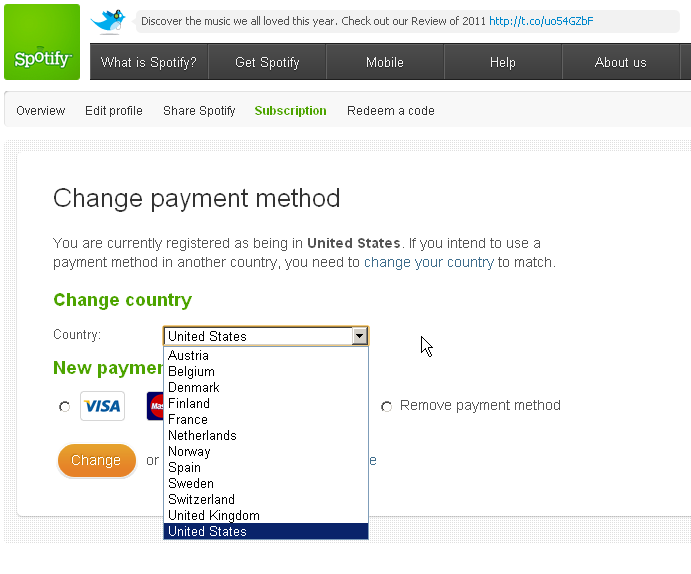 Spotify
Discover the music we all loved this year. Check out our Review of 2011 http://t.co/uo54GZbF
What is Spotify? Get Spotify Mobile Help About us
Overview Edit profile Share Spotify Subscription Redeem a code
Change payment method
You are currently registered as being in United States. If you intend to use a
payment method in another country, you need to change your country to match.
Change country
Country: United States
Austria
Belgium
Denmark
Finland
France
Netherlands
Norway
Spain
Sweden
Switzerland
United Kingdom
United States
New paymen
VISA Mas Remove payment method
Change or e